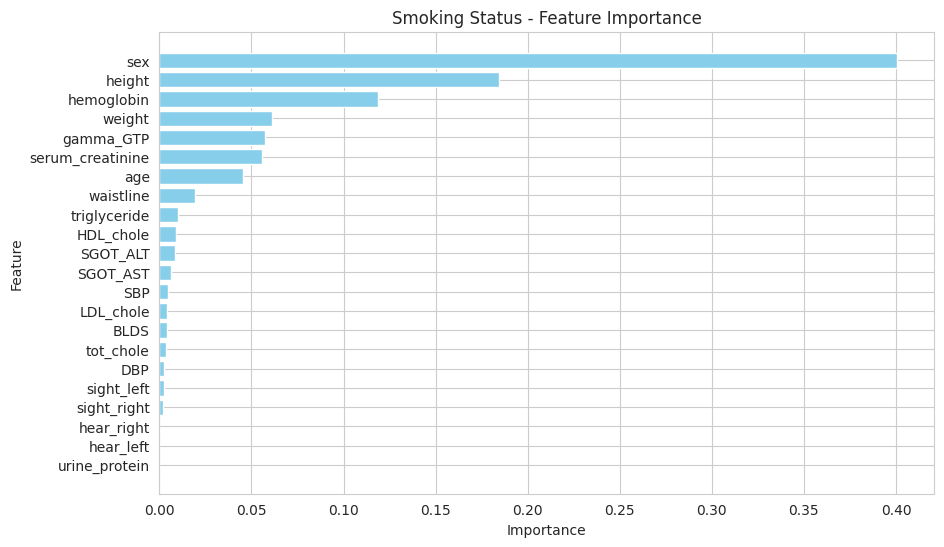 Smoking Status - Feature Importance
Feature
sex
height
hemoglobin
weight
gamma_GTP
serum_creatinine
age
waistline
triglyceride
HDL_chole
SGOT_ALT
SGOT_AST
SBP
LDL_chole
BLDS
tot_chole
DBP
sight_left
sight_right
hear_right
hear_left
urine_protein
0.00 0.05 0.10 0.15 0.20 0.25 0.30 0.35 0.40
Importance